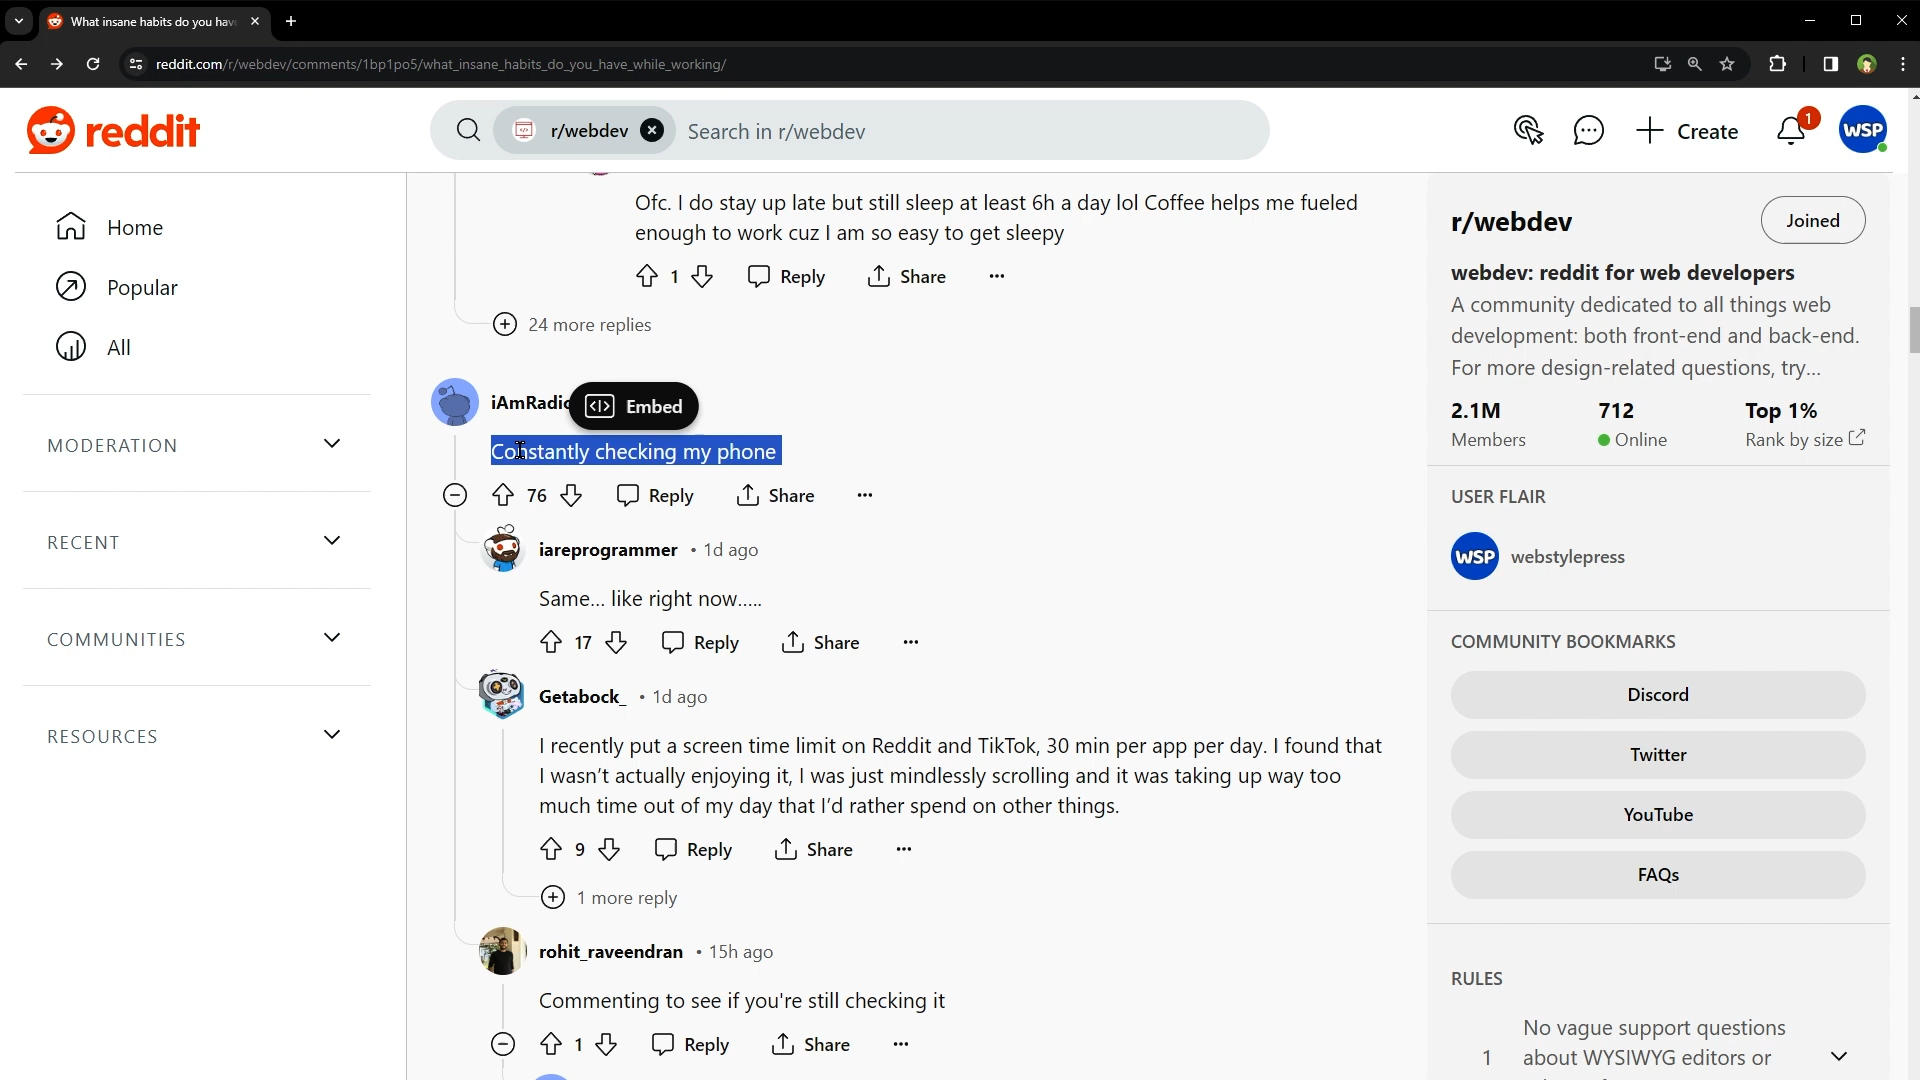 What insane habits do you hav
reddit.com/r/webdev/comments/1bp1po5/what_insane_habits_do_you_have_while_working/
reddit
r/webdev
Search in r/webdev
Create
1
WSP
Home
Popular
All
MODERATION
RECENT
COMMUNITIES
RESOURCES
Ofc. I do stay up late but still sleep at least 6h a day lol Coffee helps me fueled
enough to work cuz I am so easy to get sleepy
1
Reply
Share
24 more replies
iAmRadic
Embed
Constantly checking my phone
76
Reply
Share
iareprogrammer • 1d ago
Same... like right now.....
17
Reply
Share
Getabock_ • 1d ago
I recently put a screen time limit on Reddit and TikTok, 30 min per app per day. I found that
I wasn’t actually enjoying it, I was just mindlessly scrolling and it was taking up way too
much time out of my day that I’d rather spend on other things.
9
Reply
Share
1 more reply
rohit_raveendran • 15h ago
Commenting to see if you're still checking it
1
Reply
Share
r/webdev
Joined
webdev: reddit for web developers
A community dedicated to all things web
development: both front-end and back-end.
For more design-related questions, try...
2.1M
Members
712
Online
Top 1%
Rank by size
USER FLAIR
WSP
webstylepress
COMMUNITY BOOKMARKS
Discord
Twitter
YouTube
FAQs
RULES
1
No vague support questions
about WYSIWYG editors or